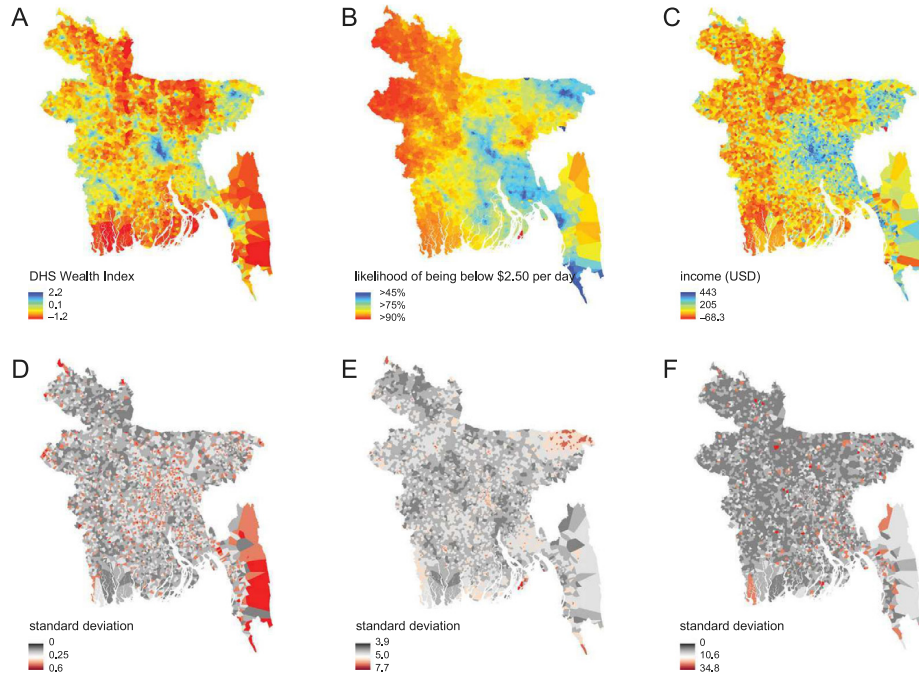 A
B
C
DHS Wealth Index
2.2
0.1
−1.2
likelihood of being below $2.50 per day
>45%
>75%
>90%
income (USD)
443
205
−68.3
D
E
F
standard deviation
0
0.25
0.6
standard deviation
3.9
5.0
7.7
standard deviation
0
10.6
34.8